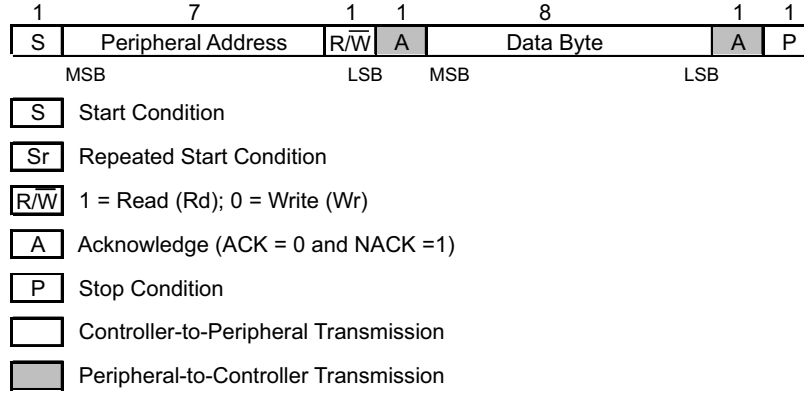 1 7 1 1 8 1 1
S Peripheral Address R/W̅ A Data Byte A P
MSB LSB MSB LSB
S Start Condition
Sr Repeated Start Condition
R/W̅ 1 = Read (Rd); 0 = Write (Wr)
A Acknowledge (ACK = 0 and NACK =1)
P Stop Condition
Controller-to-Peripheral Transmission
Peripheral-to-Controller Transmission